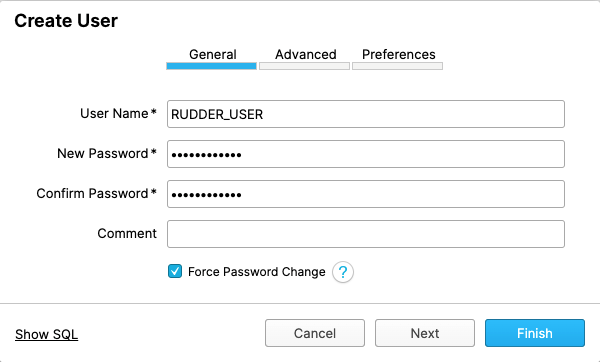 Create User
General Advanced Preferences
User Name*
RUDDER_USER
New Password*
••••••••••••
Confirm Password*
••••••••••••
Comment
Force Password Change ?
Show SQL Cancel Next Finish